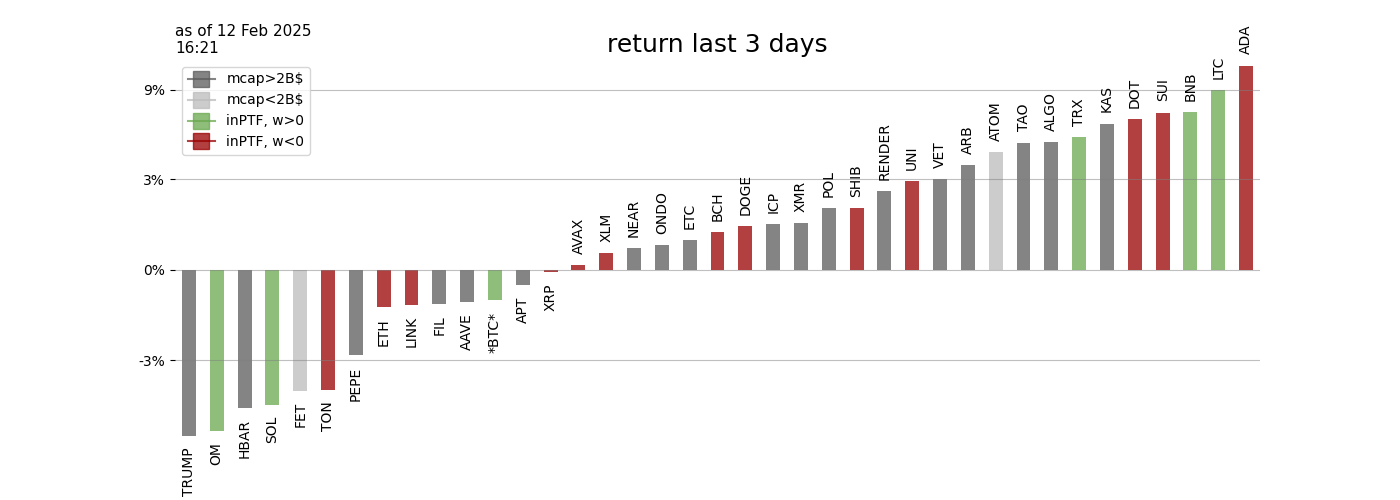 as of 12 Feb 2025
16:21
return last 3 days
mcap>2B$
mcap<2B$
inPTF, w>0
inPTF, w<0
9%
3%
0%
-3%
TRUMP
OM
HBAR
SOL
FET
TON
PEPE
ETH
LINK
FIL
AAVE
*BTC*
APT
XRP
AVAX
XLM
NEAR
ONDO
ETC
BCH
DOGE
ICP
XMR
POL
SHIB
RENDER
UNI
VET
ARB
ATOM
TAO
ALGO
TRX
KAS
DOT
SUI
BNB
LTC
ADA